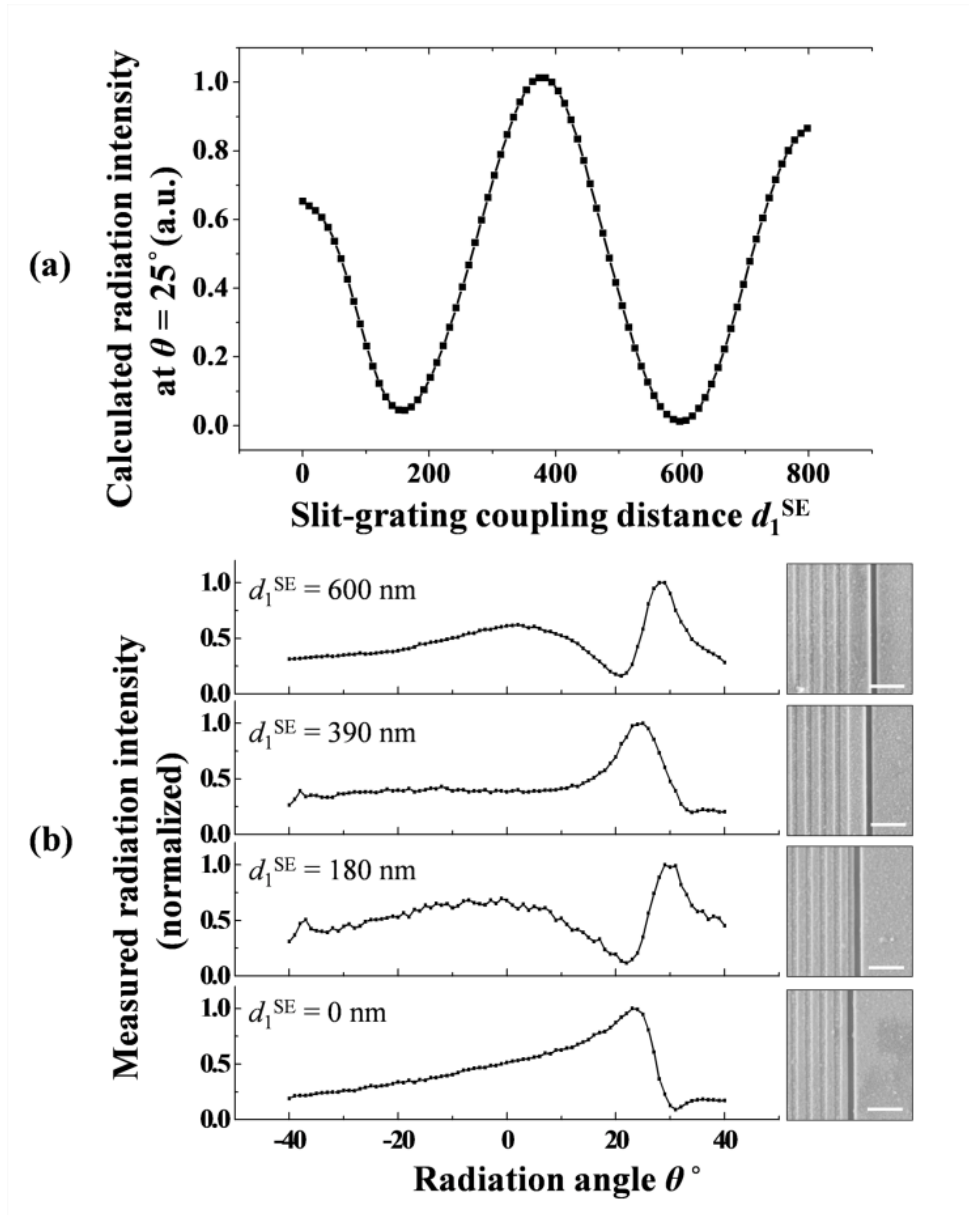 (a)
Calculated radiation intensity
at θ = 25° (a.u.)
1.0
0.8
0.6
0.4
0.2
0.0
0
200
400
600
800
Slit-grating coupling distance d₁ˢᴱ
(b)
Measured radiation intensity
(normalized)
d₁ˢᴱ = 600 nm
1.0
0.5
0.0
d₁ˢᴱ = 390 nm
1.0
0.5
0.0
d₁ˢᴱ = 180 nm
1.0
0.5
0.0
d₁ˢᴱ = 0 nm
1.0
0.5
0.0
-40
-20
0
20
40
Radiation angle θ°